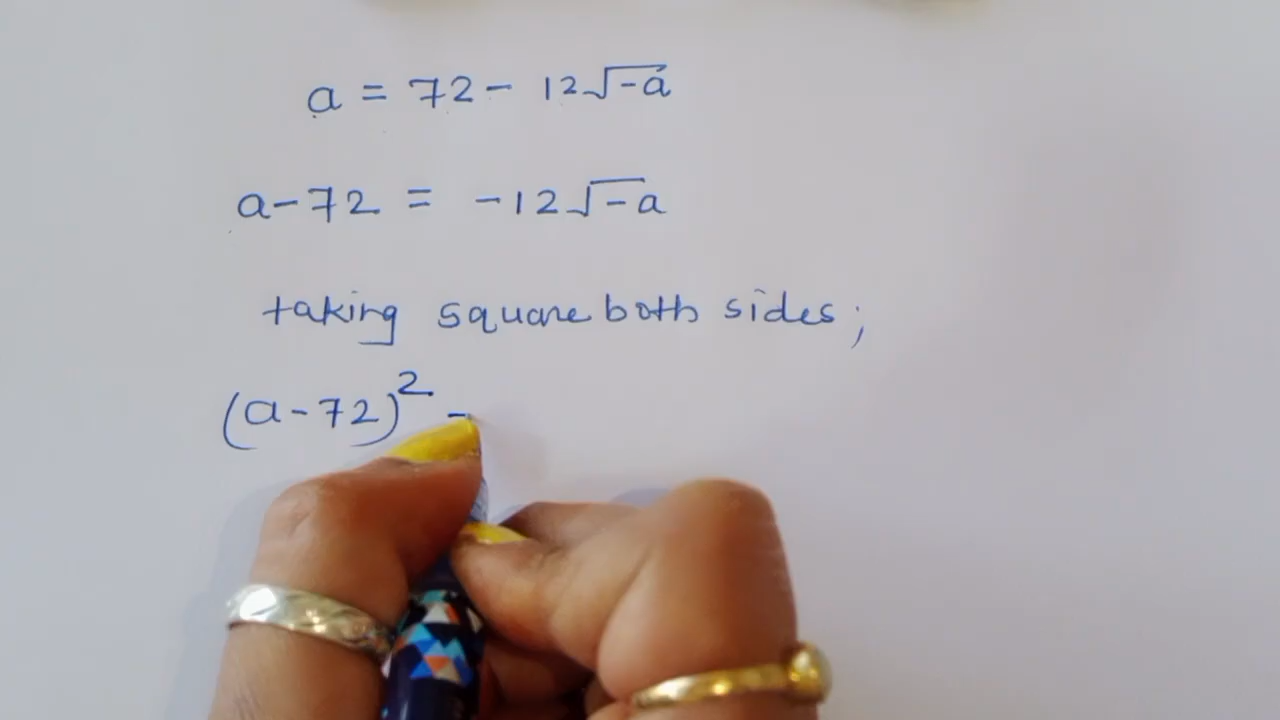 a = 72 - 12√-a
a-72 = -12√-a
taking square both sides;
(a-72)² -